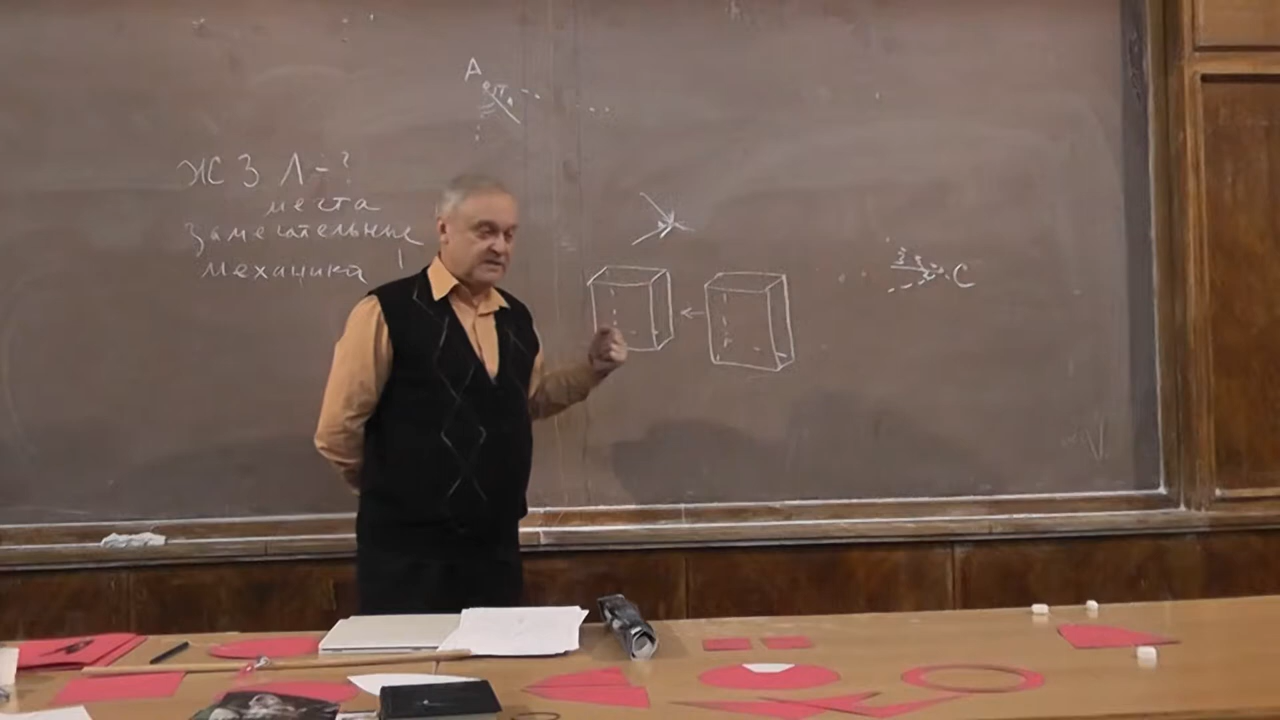 A
ЖЗЛ-?
места
замечательные
механика !
C